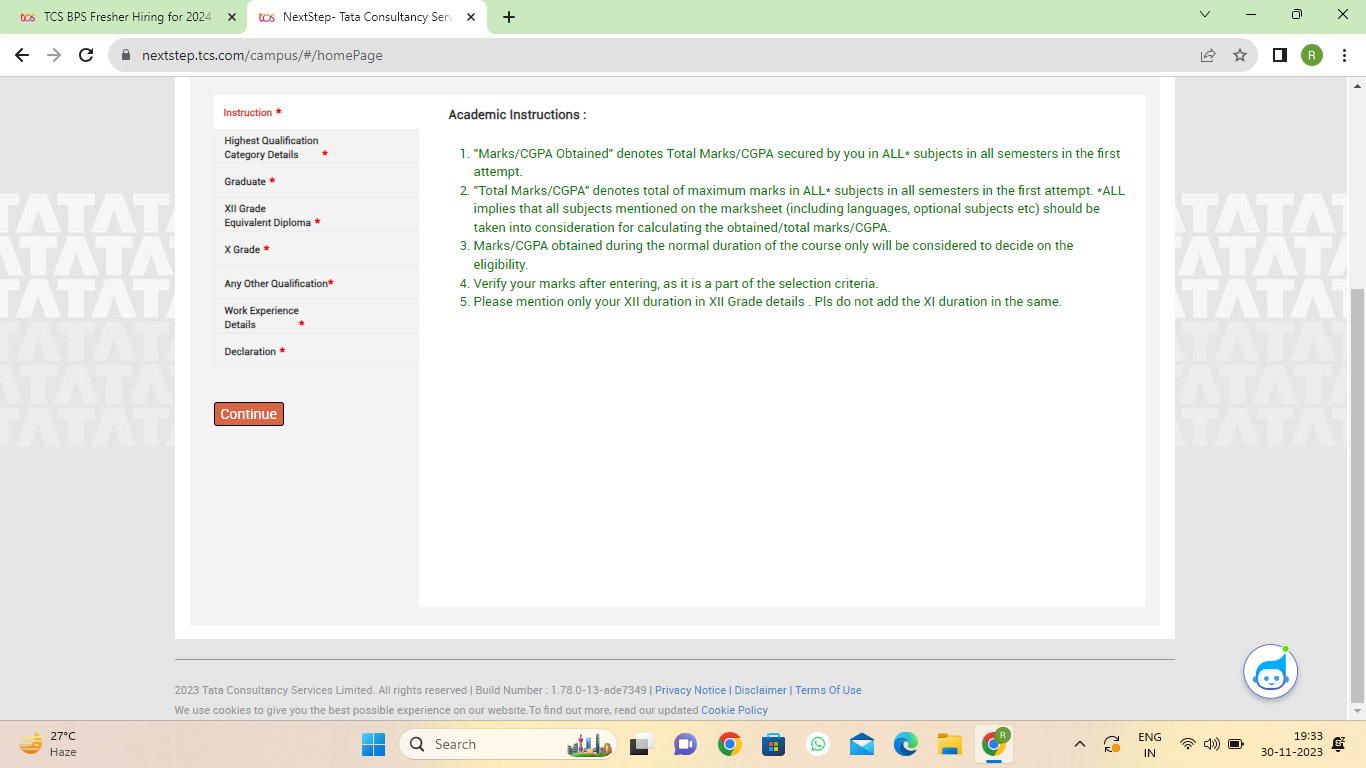 tcs TCS BPS Fresher Hiring for 2024
tcs NextStep- Tata Consultancy Serv
nextstep.tcs.com/campus/#/homePage
R
Instruction *
Highest Qualification
Category Details *
Graduate *
XII Grade
Equivalent Diploma *
X Grade *
Any Other Qualification*
Work Experience
Details *
Declaration *
Continue
Academic Instructions :
1. "Marks/CGPA Obtained" denotes Total Marks/CGPA secured by you in ALL* subjects in all semesters in the first
attempt.
2. "Total Marks/CGPA" denotes total of maximum marks in ALL* subjects in all semesters in the first attempt. *ALL
implies that all subjects mentioned on the marksheet (including languages, optional subjects etc) should be
taken into consideration for calculating the obtained/total marks/CGPA.
3. Marks/CGPA obtained during the normal duration of the course only will be considered to decide on the
eligibility.
4. Verify your marks after entering, as it is a part of the selection criteria.
5. Please mention only your XII duration in XII Grade details . Pls do not add the XI duration in the same.
TATATATA
TATATATA
2023 Tata Consultancy Services Limited. All rights reserved | Build Number : 1.78.0-13-ade7349 | Privacy Notice | Disclaimer | Terms Of Use
We use cookies to give you the best possible experience on our website.To find out more, read our updated Cookie Policy
27°C
Haze
Search
R
ENG
IN
19:33
30-11-2023